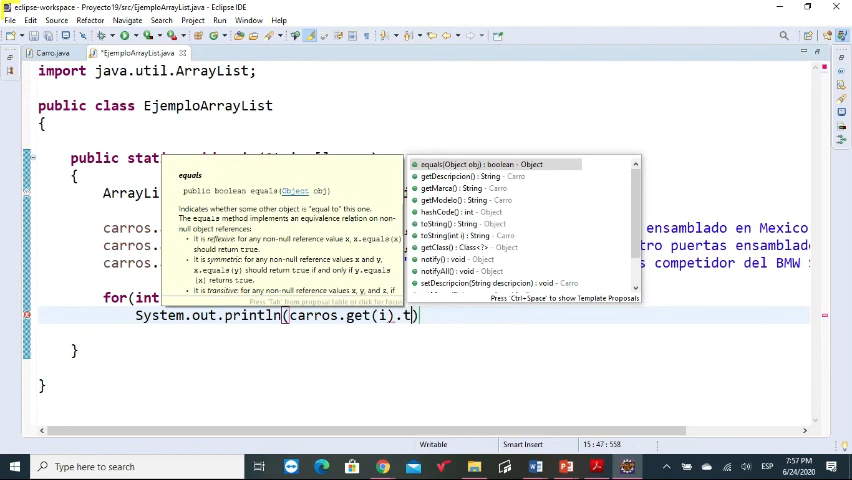 eclipse-workspace - Proyecto19/src/EjemploArrayList.java - Eclipse IDE
File Edit Source Refactor Navigate Search Project Run Window Help
Carro.java *EjemploArrayList.java
import java.util.ArrayList;
public class EjemploArrayList
{
public stat
{
ArrayLi
carros. ensamblado en Mexico
carros. tro puertas ensamblad
carros. s competidor del BMW S
for(int
System.out.println(carros.get(i).t)
}
}
equals
public boolean equals(Object obj)
Indicates whether some other object is "equal to" this one.
The equals method implements an equivalence relation on non-
null object references:
• It is reflexive: for any non-null reference value x, x.equals(x)
should return true.
• It is symmetric: for any non-null reference values x and y,
x.equals(y) should return true if and only if y.equals
(x) returns true.
• It is transitive: for any non-null reference values x, y, and z, if
Press 'Tab' from proposal table or click for focus
equals(Object obj) : boolean - Object
getDescripcion() : String - Carro
getMarca() : String - Carro
getModelo() : String - Carro
hashCode() : int - Object
toString() : String - Object
toString(int i) : String - Carro
getClass() : Class<?> - Object
notify() : void - Object
notifyAll() : void - Object
setDescripcion(String descripcion) : void - Carro
Press 'Ctrl+Space' to show Template Proposals
Writable Smart Insert 15 : 47 : 558
Type here to search
ESP
7:57 PM
6/24/2020